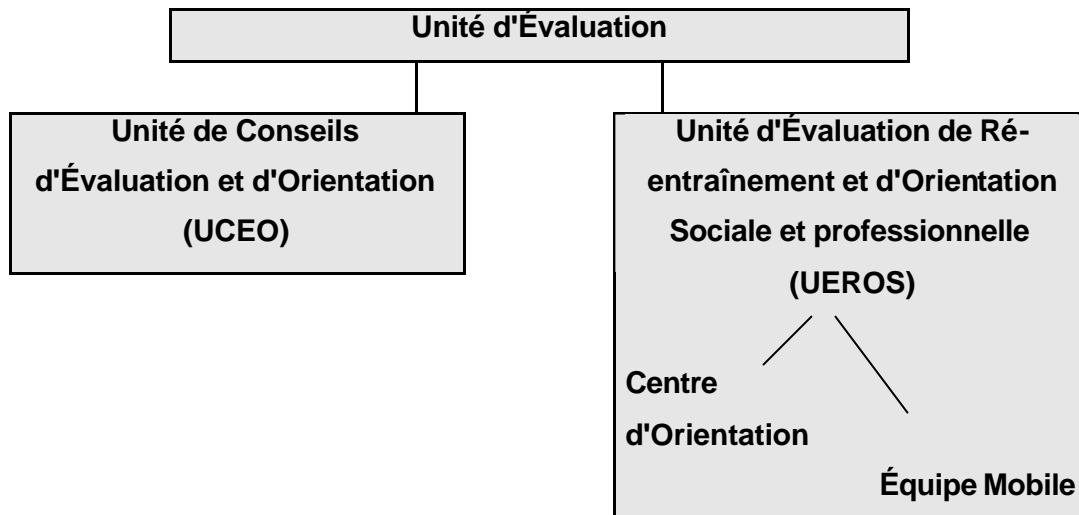 Unité d'Évaluation
Unité de Conseils
d'Évaluation et d'Orientation
(UCEO)
Unité d'Évaluation de Ré-
entraînement et d'Orientation
Sociale et professionnelle
(UEROS)
Centre
d'Orientation
Équipe Mobile